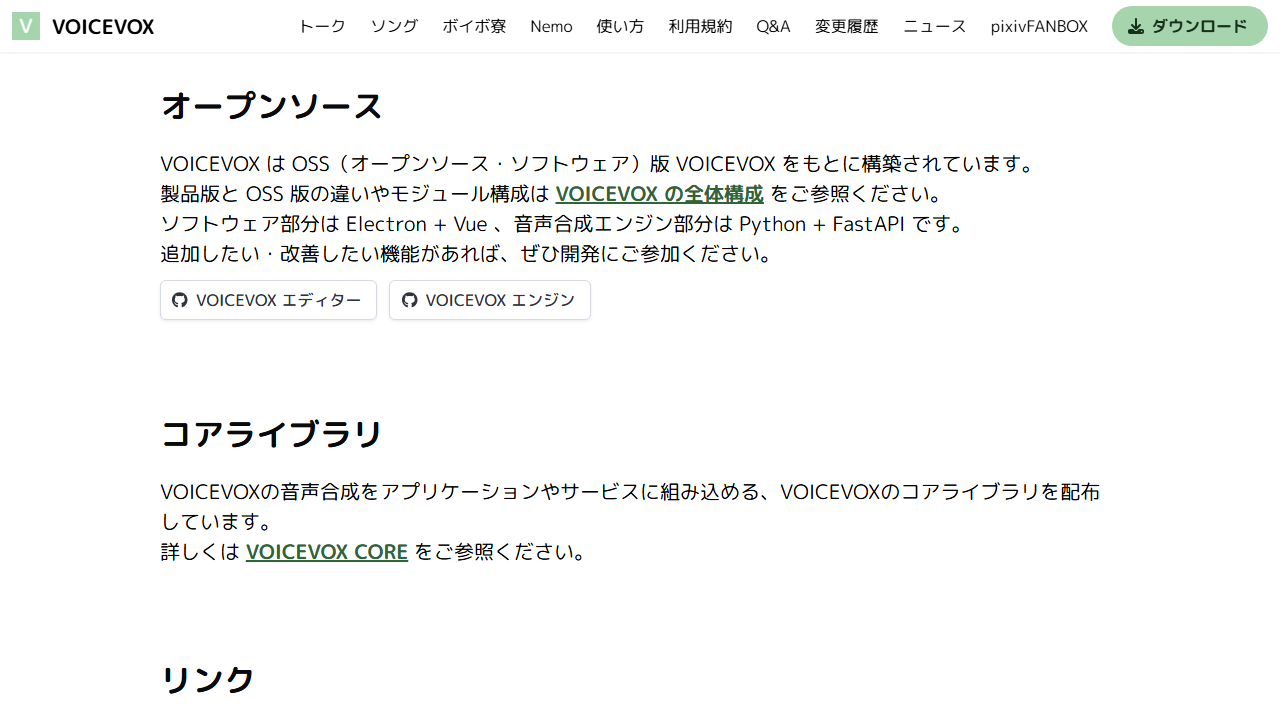 V VOICEVOX トーク ソング ボイボ寮 Nemo 使い方 利用規約 Q&A 変更履歴 ニュース pixivFANBOX ダウンロード
オープンソース
VOICEVOX は OSS（オープンソース・ソフトウェア）版 VOICEVOX をもとに構築されています。
製品版と OSS 版の違いやモジュール構成は VOICEVOX の全体構成 をご参照ください。
ソフトウェア部分は Electron + Vue 、音声合成エンジン部分は Python + FastAPI です。
追加したい・改善したい機能があれば、ぜひ開発にご参加ください。
VOICEVOX エディター VOICEVOX エンジン
コアライブラリ
VOICEVOXの音声合成をアプリケーションやサービスに組み込める、VOICEVOXのコアライブラリを配布
しています。
詳しくは VOICEVOX CORE をご参照ください。
リンク